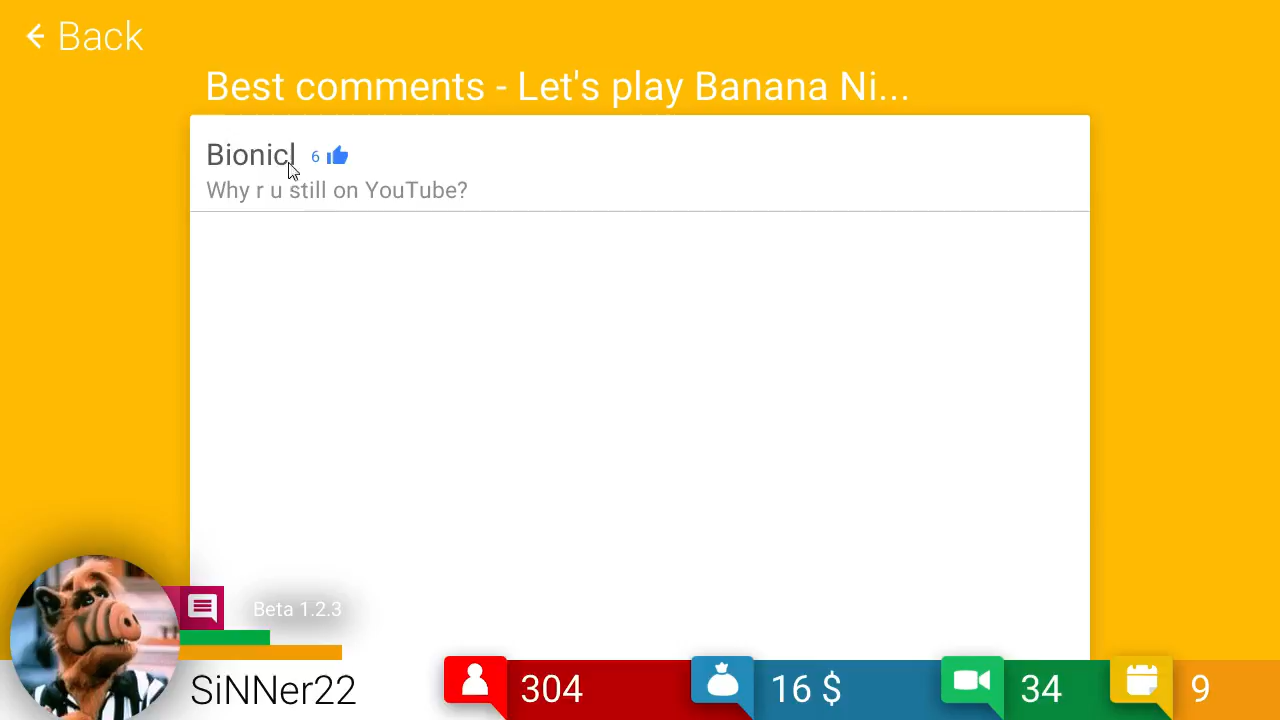 Back
Best comments - Let's play Banana Ni...
Bionicl 6
Why r u still on YouTube?
Beta 1.2.3
SiNNer22
304
16 $
34
9